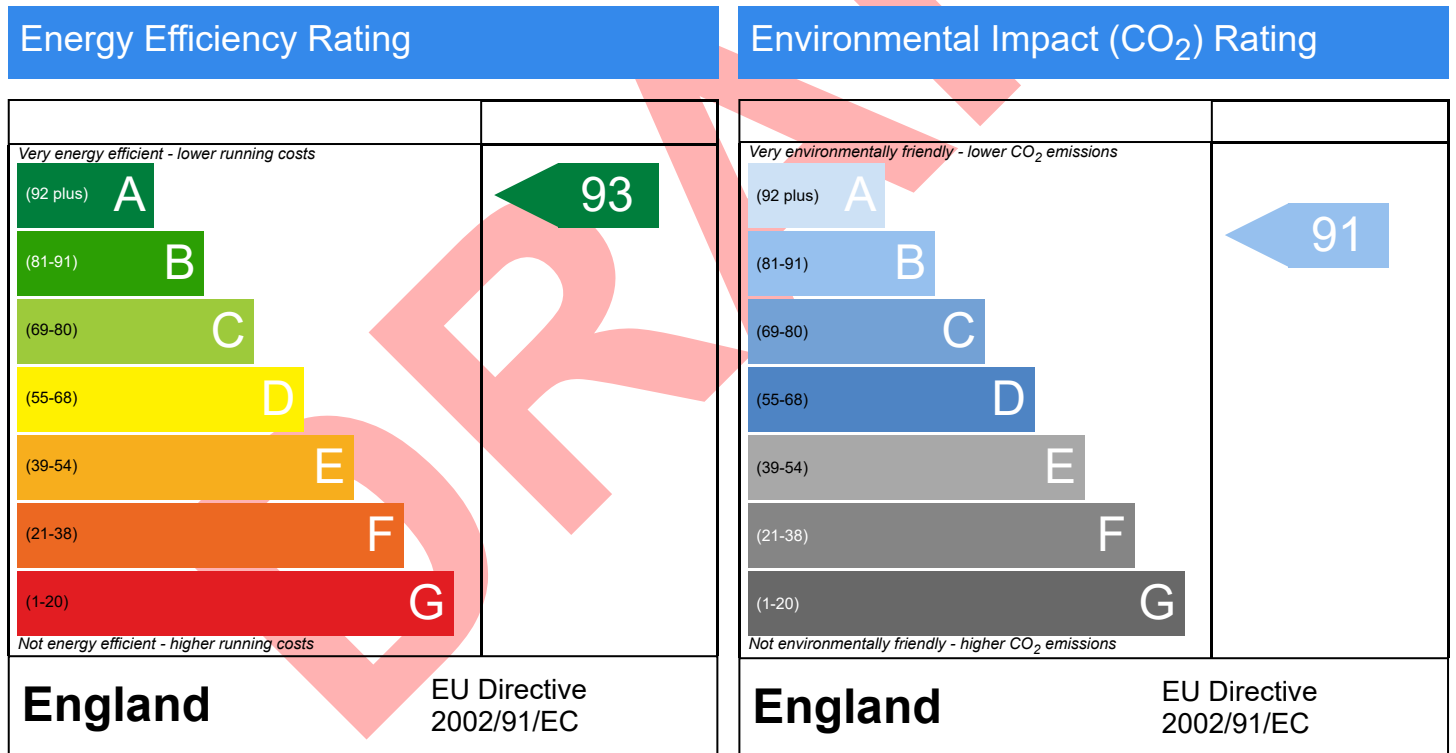 Energy Efficiency Rating
Very energy efficient - lower running costs
(92 plus) A
93
(81-91) B
(69-80) C
(55-68) D
(39-54) E
(21-38) F
(1-20) G
Not energy efficient - higher running costs
England
EU Directive
2002/91/EC
Environmental Impact (CO₂) Rating
Very environmentally friendly - lower CO₂ emissions
(92 plus) A
(81-91) B
91
(69-80) C
(55-68) D
(39-54) E
(21-38) F
(1-20) G
Not environmentally friendly - higher CO₂ emissions
England
EU Directive
2002/91/EC